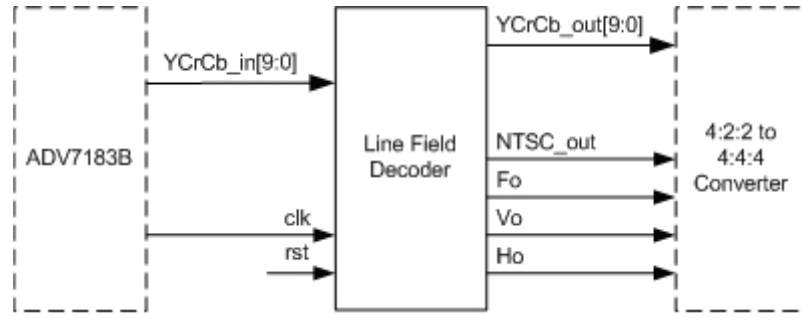 YCrCb_out[9:0]
YCrCb_in[9:0]
ADV7183B
Line Field
Decoder
NTSC_out
4:2:2 to
4:4:4
Converter
Fo
clk
Vo
rst
Ho